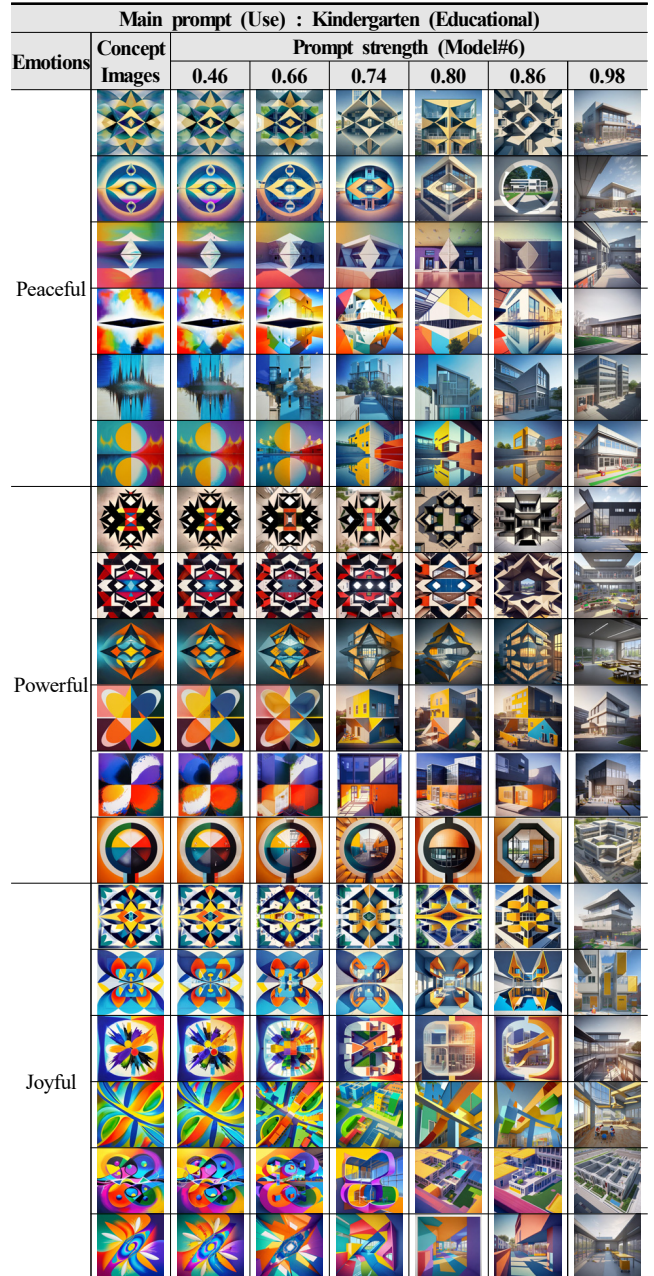 Main prompt (Use) : Kindergarten (Educational)
Emotions Concept Images Prompt strength (Model#6)
0.46 0.66 0.74 0.80 0.86 0.98
Peaceful
Powerful
Joyful